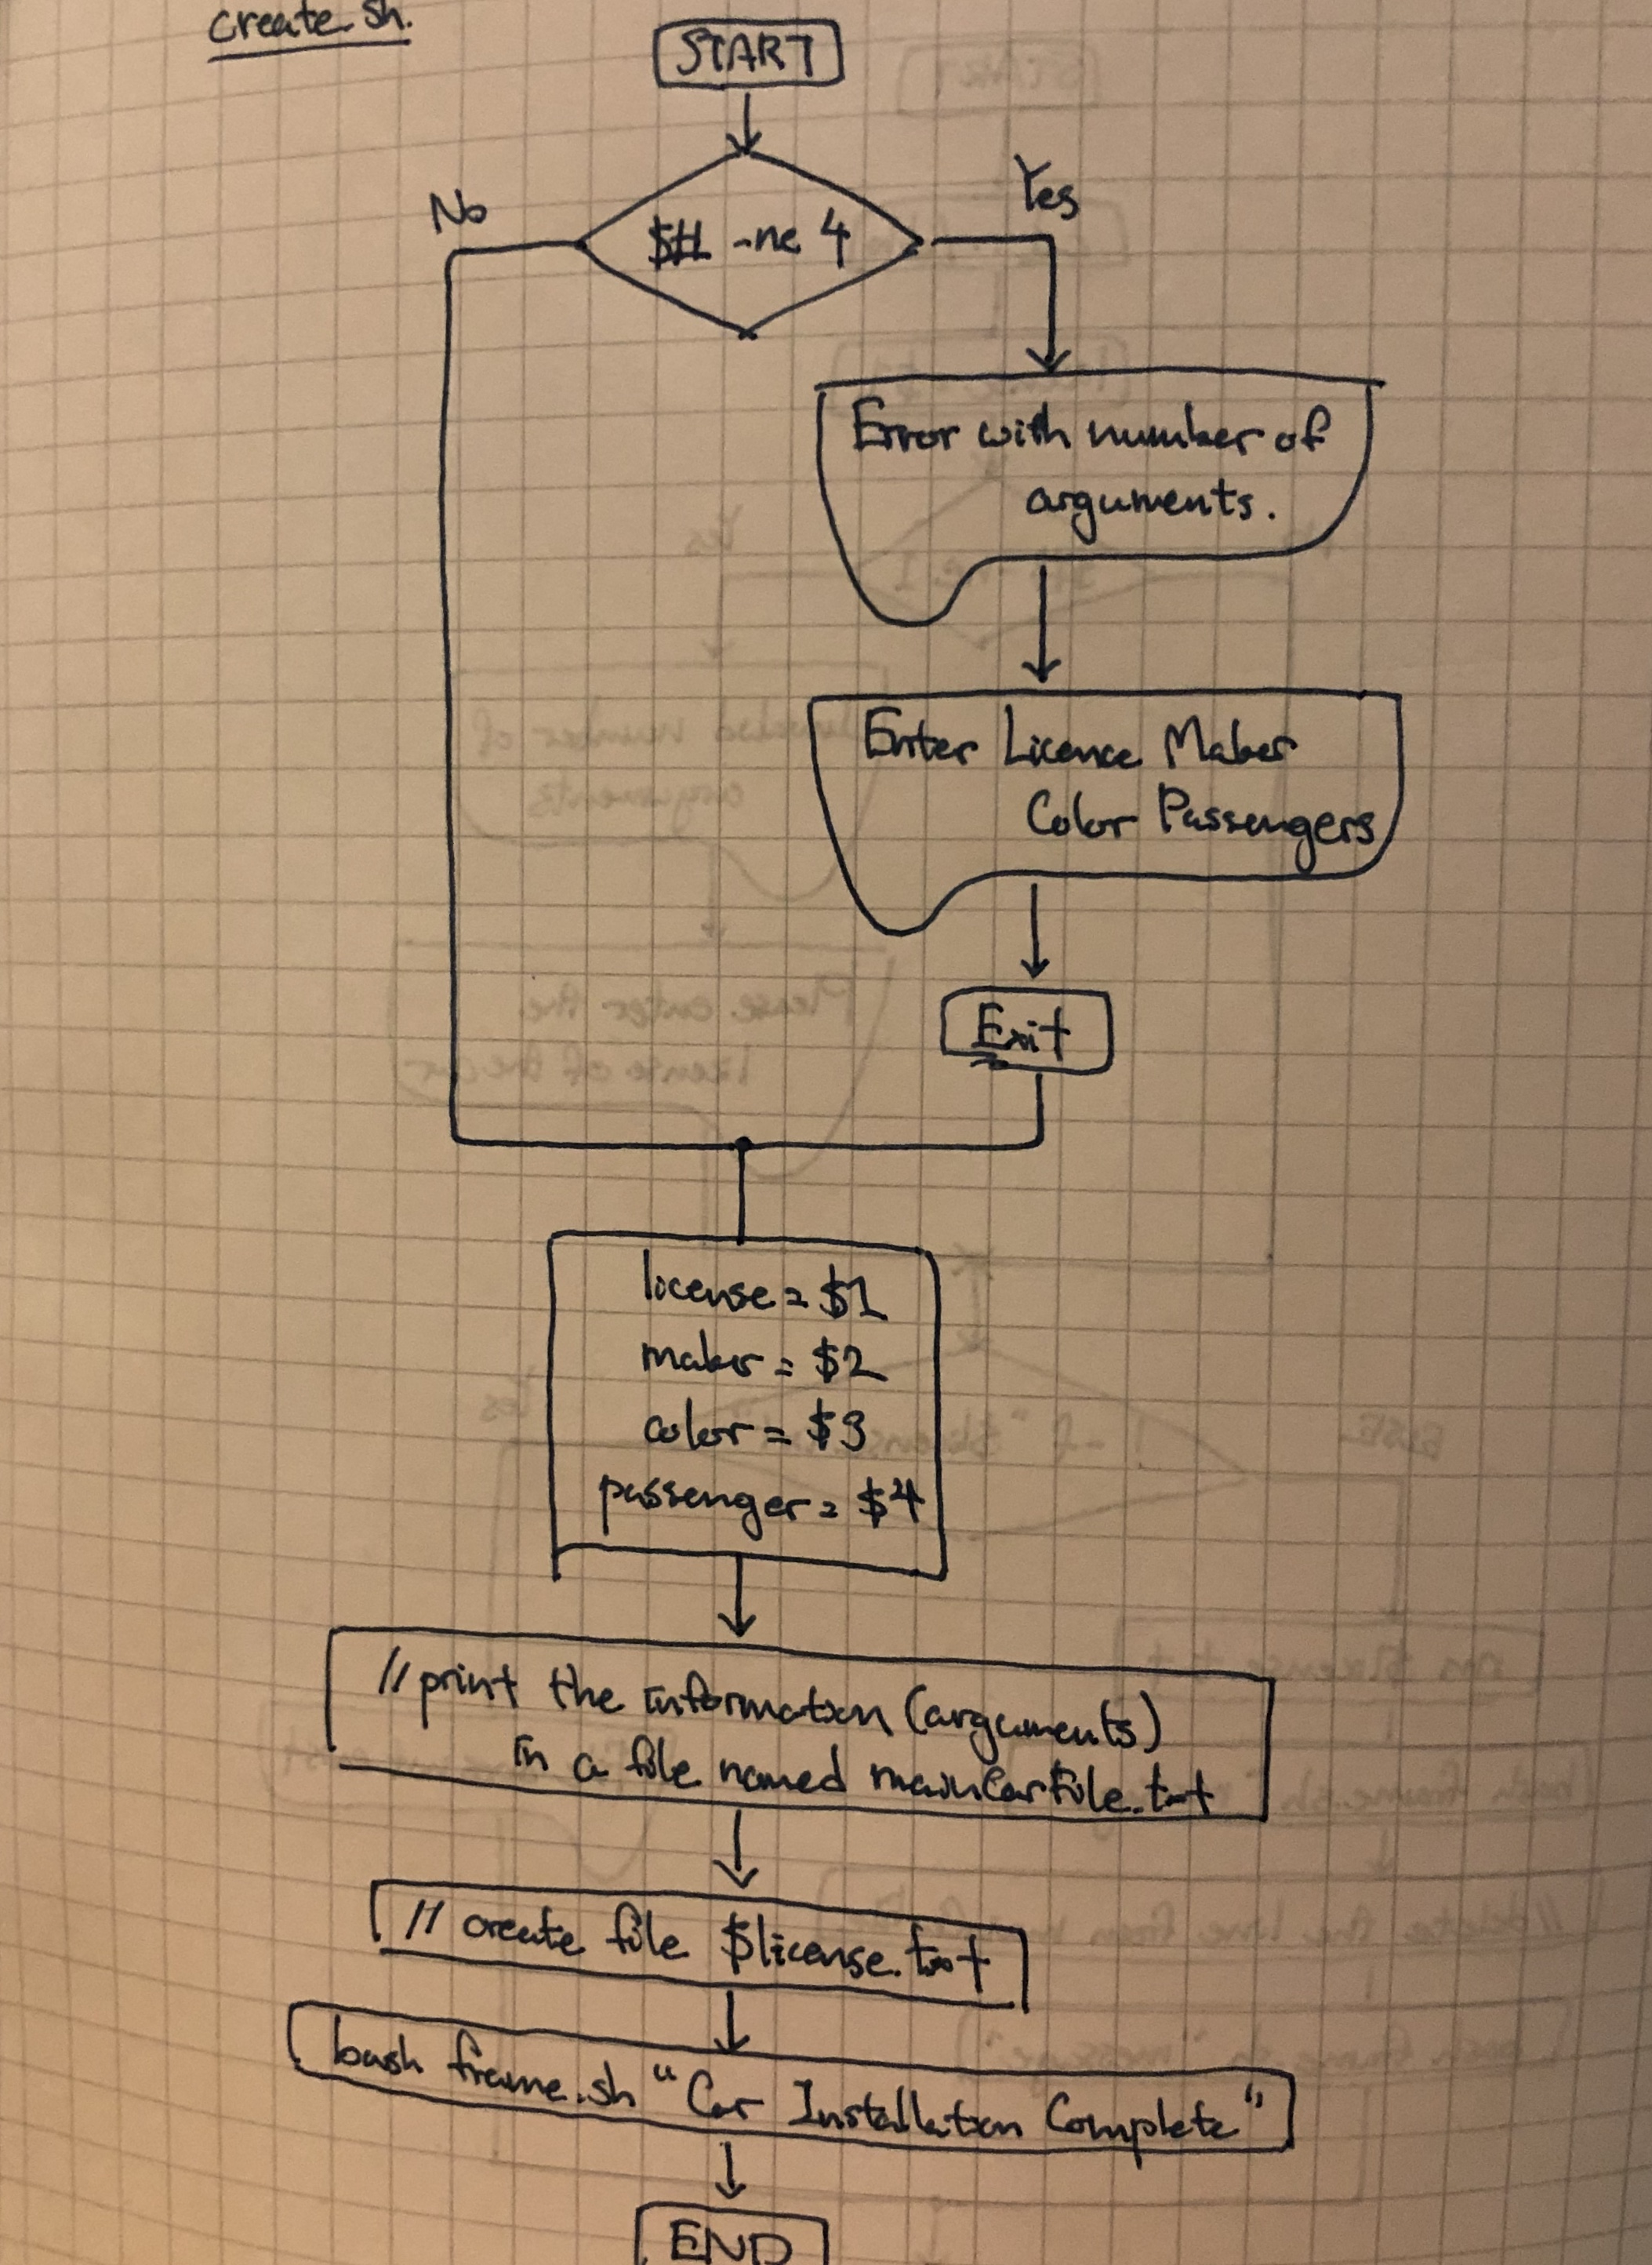 create.sh.
START
No
Yes
$# -ne 4
Error with number of
arguments.
Enter Licence Maker
Color Passengers
Exit
license = $1
maker = $2
color = $3
passenger = $4
// print the information (arguments)
in a file named mainCarFile.txt
// create file $license.txt
bash frame.sh "Car Installation Complete"
END